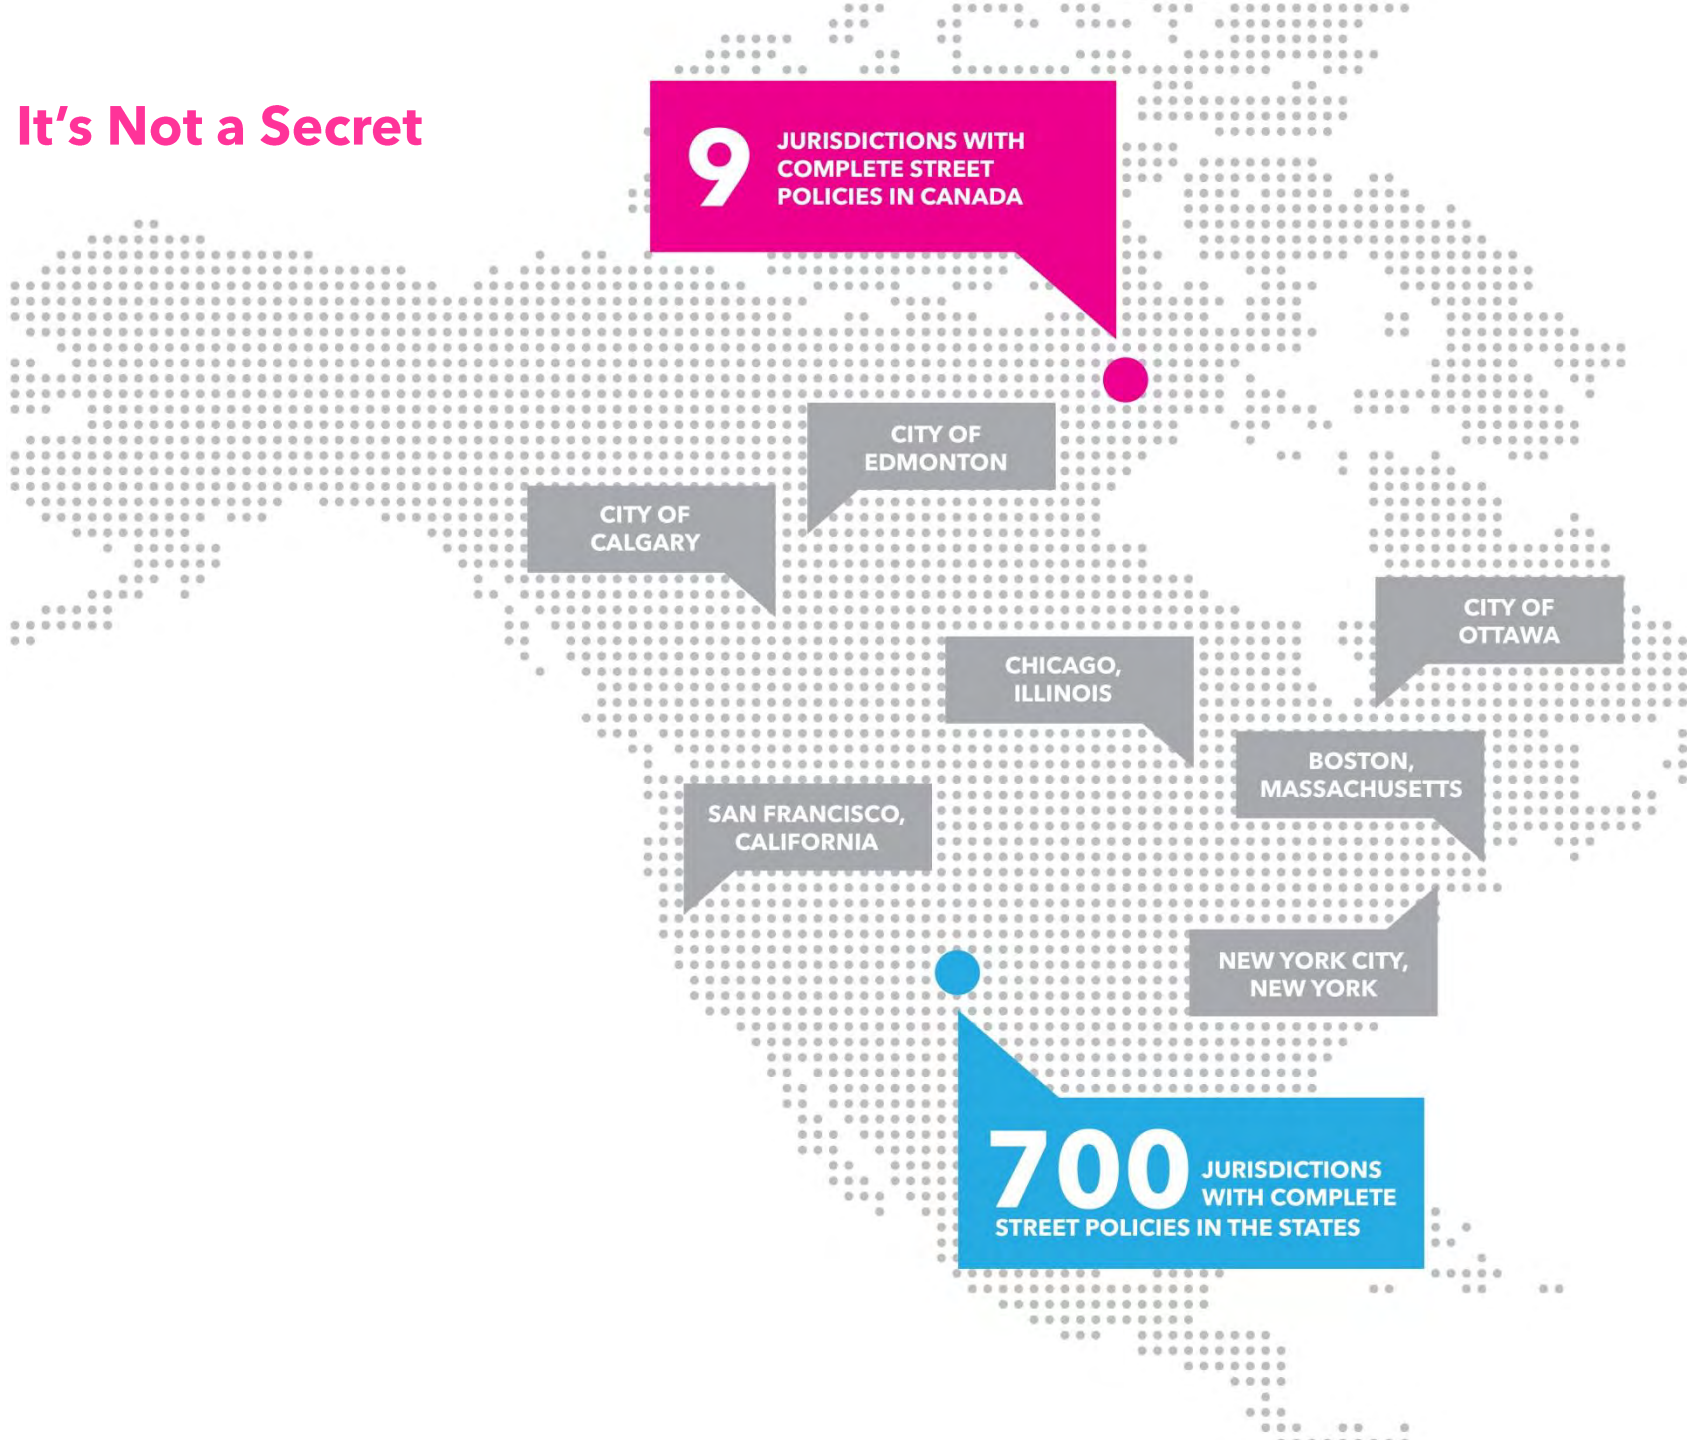 It's Not a Secret
9 JURISDICTIONS WITH
COMPLETE STREET
POLICIES IN CANADA
CITY OF
EDMONTON
CITY OF
CALGARY
CITY OF
OTTAWA
CHICAGO,
ILLINOIS
BOSTON,
MASSACHUSETTS
SAN FRANCISCO,
CALIFORNIA
NEW YORK CITY,
NEW YORK
700 JURISDICTIONS
WITH COMPLETE
STREET POLICIES IN THE STATES